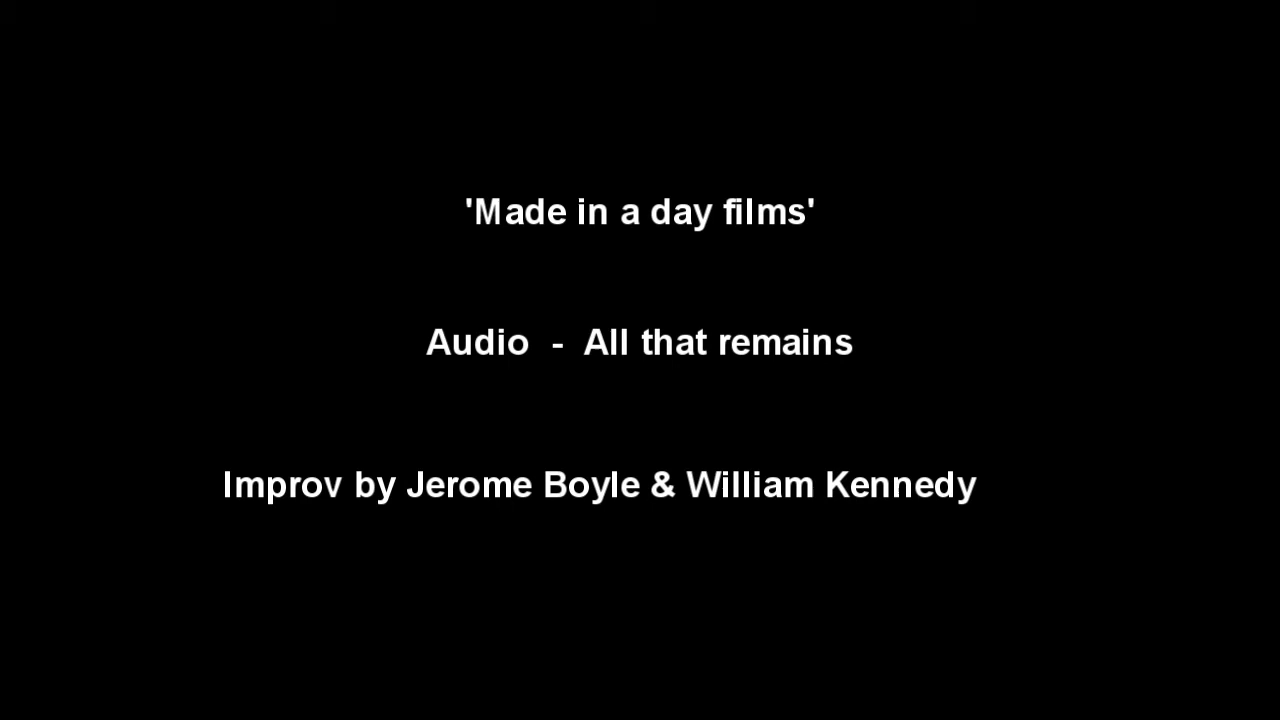 'Made in a day films'
Audio  -  All that remains
Improv by Jerome Boyle & William Kennedy